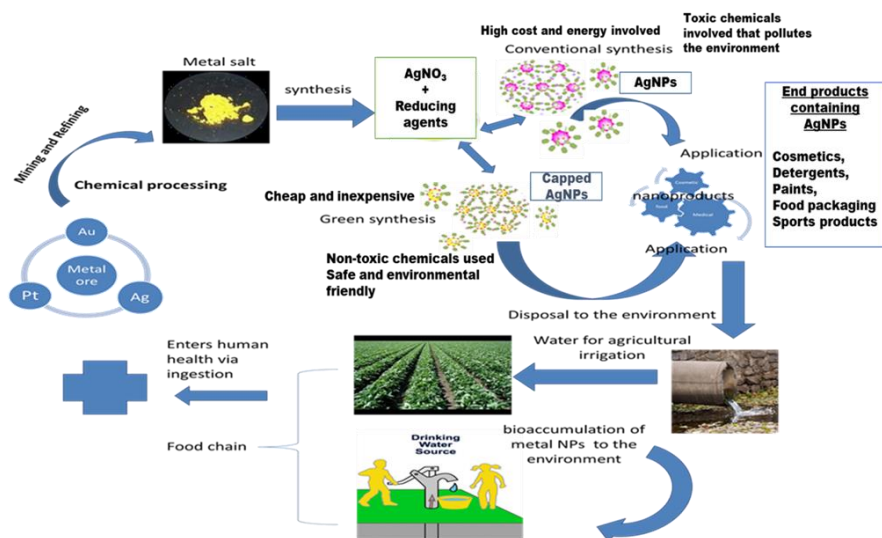 High cost and energy involved
Conventional synthesis
Toxic chemicals
involved that pollutes
the environment
Metal salt
synthesis
AgNO₃
+
Reducing
agents
AgNPs
End products
containing
AgNPs
Cosmetics,
Detergents,
Paints,
Food packaging
Sports products
Mining and Refining
Chemical processing
Application
Cosmetic
nanoproducts
Food
Medical
Application
Cheap and inexpensive
Green synthesis
Capped
AgNPs
Non-toxic chemicals used
Safe and environmental
friendly
Au
Metal
ore
Pt
Ag
Disposal to the environment
Water for agricultural
irrigation
Enters human
health via
ingestion
Food chain
bioaccumulation of
metal NPs to the
environment
Drinking
Water
Source